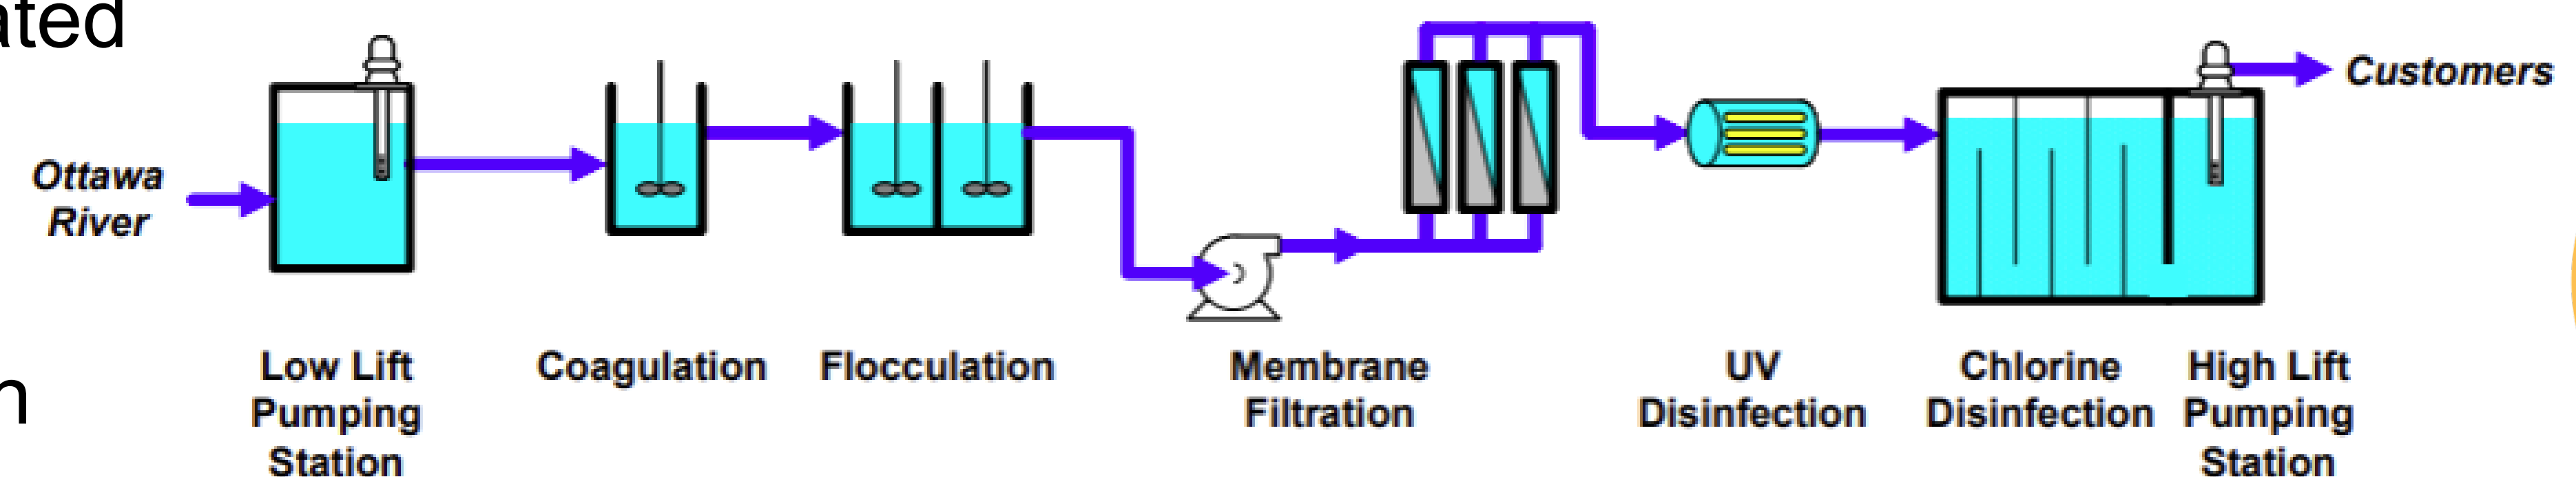 ated
Ottawa
River
Customers
n
Low Lift
Pumping
Station
Coagulation
Flocculation
Membrane
Filtration
UV
Disinfection
Chlorine
Disinfection
High Lift
Pumping
Station